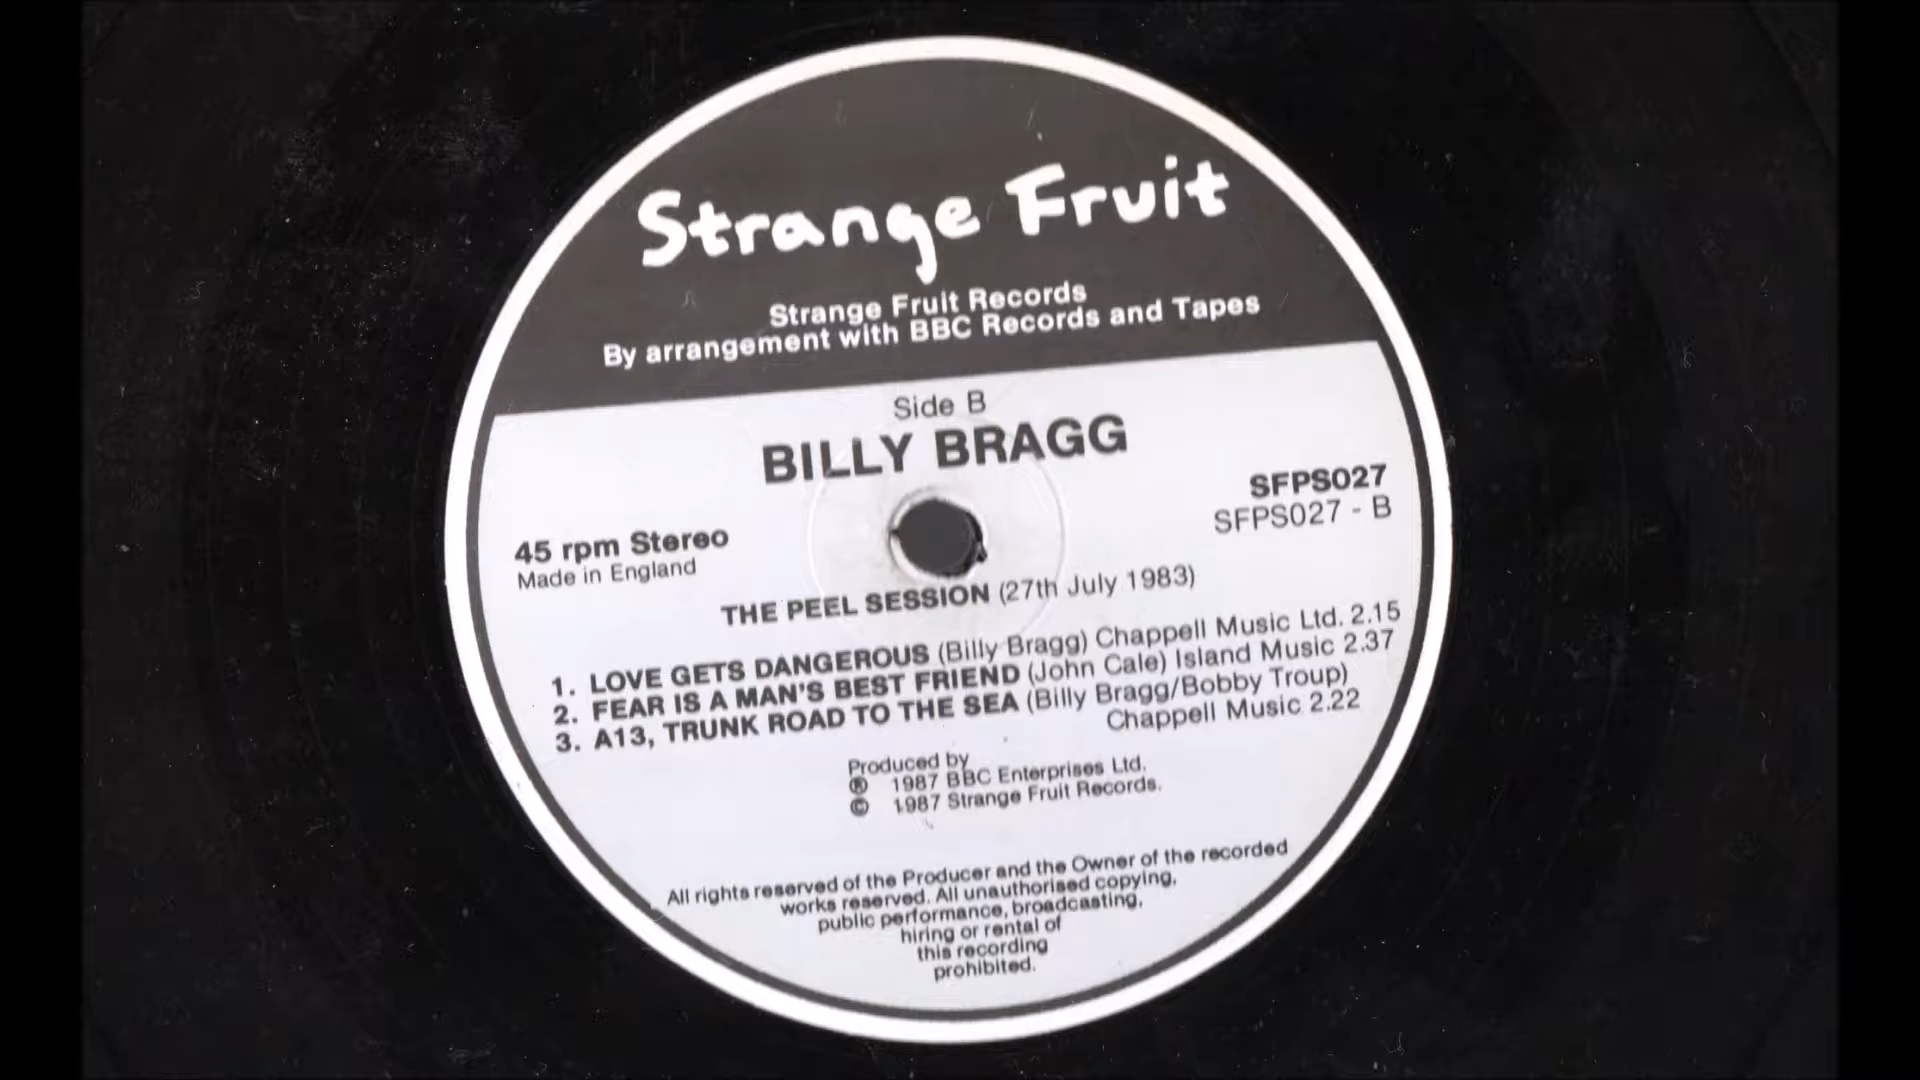 Strange Fruit
Strange Fruit Records
By arrangement with BBC Records and Tapes
Side B
BILLY BRAGG
SFPS027
SFPS027 - B
45 rpm Stereo
Made in England
THE PEEL SESSION (27th July 1983)
1. LOVE GETS DANGEROUS (Billy Bragg) Chappell Music Ltd. 2.15
2. FEAR IS A MAN'S BEST FRIEND (John Cale) Island Music 2.37
3. A13, TRUNK ROAD TO THE SEA (Billy Bragg/Bobby Troup)
Chappell Music 2.22
Produced by
℗ 1987 BBC Enterprises Ltd.
© 1987 Strange Fruit Records.
All rights reserved of the Producer and the Owner of the recorded
works reserved. All unauthorised copying,
public performance, broadcasting,
hiring or rental of
this recording
prohibited.